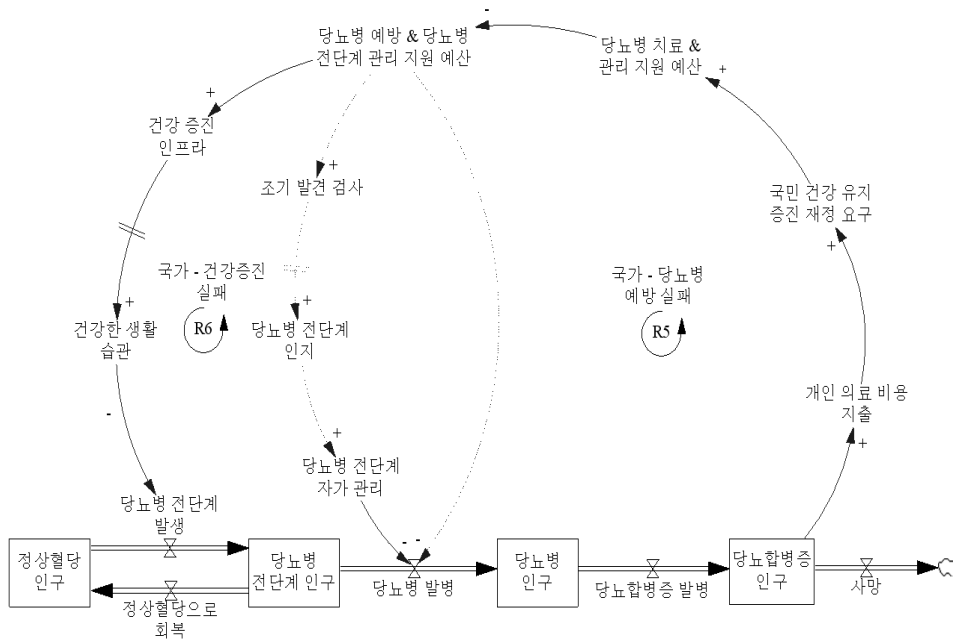 -
당뇨병 예방 & 당뇨병
전단계 관리 지원 예산
당뇨병 치료 &
관리 지원 예산
+
+
건강 증진
인프라
+
조기 발견 검사
국민 건강 유지
증진 재정 요구
+
국가 - 건강증진
실패
R6
국가 - 당뇨병
예방 실패
R5
+
건강한 생활
습관
+
당뇨병 전단계
인지
개인 의료 비용
지출
+
-
+
당뇨병 전단계
자가 관리
당뇨병 전단계
발생
- -
정상혈당
인구
당뇨병
전단계 인구
당뇨병 발병
당뇨병
인구
당뇨합병증 발병
당뇨합병증
인구
사망
정상혈당으로
회복